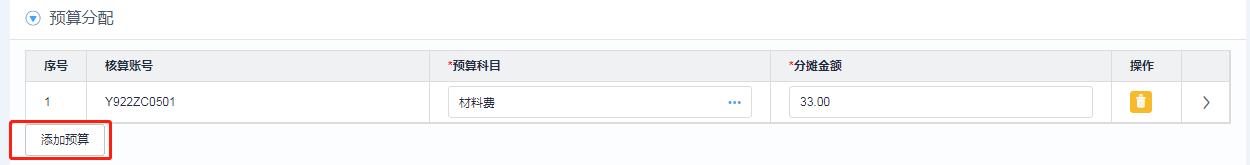 预算分配
序号 核算账号 *预算科目 *分摊金额 操作
1 Y922ZC0501 材料费 ••• 33.00
添加预算